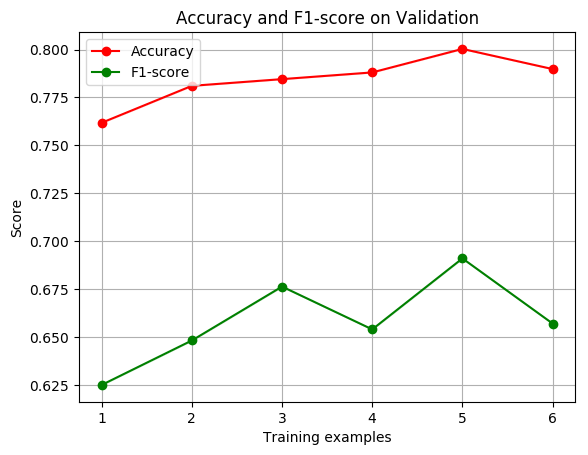 Accuracy and F1-score on Validation
Accuracy
F1-score
Score
0.800
0.775
0.750
0.725
0.700
0.675
0.650
0.625
1 2 3 4 5 6
Training examples